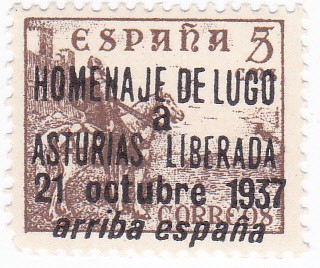 ESPAÑA 5
HOMENAJE DE LUGO
a
ASTURIAS LIBERADA
21 octubre 1937
CORREOS
arriba españa